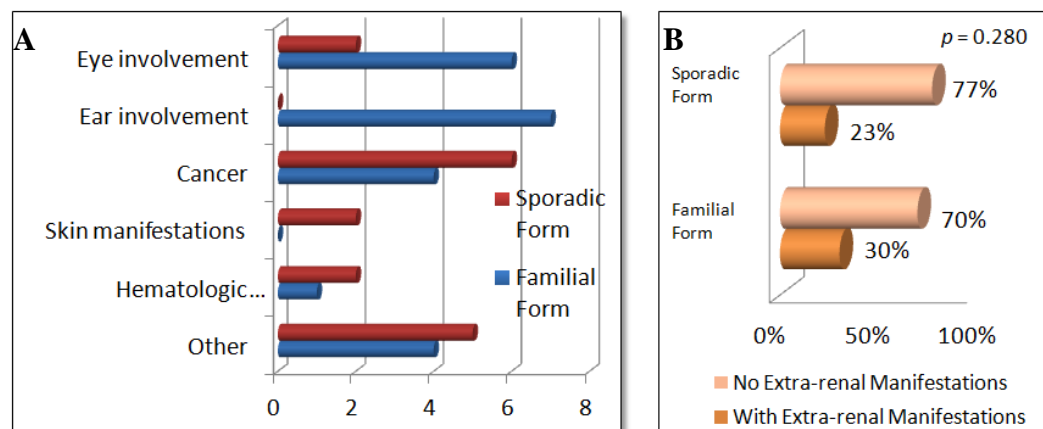 A
Eye involvement
Ear involvement
Cancer
Skin manifestations
Hematologic ...
Other
Sporadic
Form
Familial
Form
0 2 4 6 8
B
p = 0.280
Sporadic
Form
77%
23%
Familial
Form
70%
30%
0% 50% 100%
No Extra-renal Manifestations
With Extra-renal Manifestations